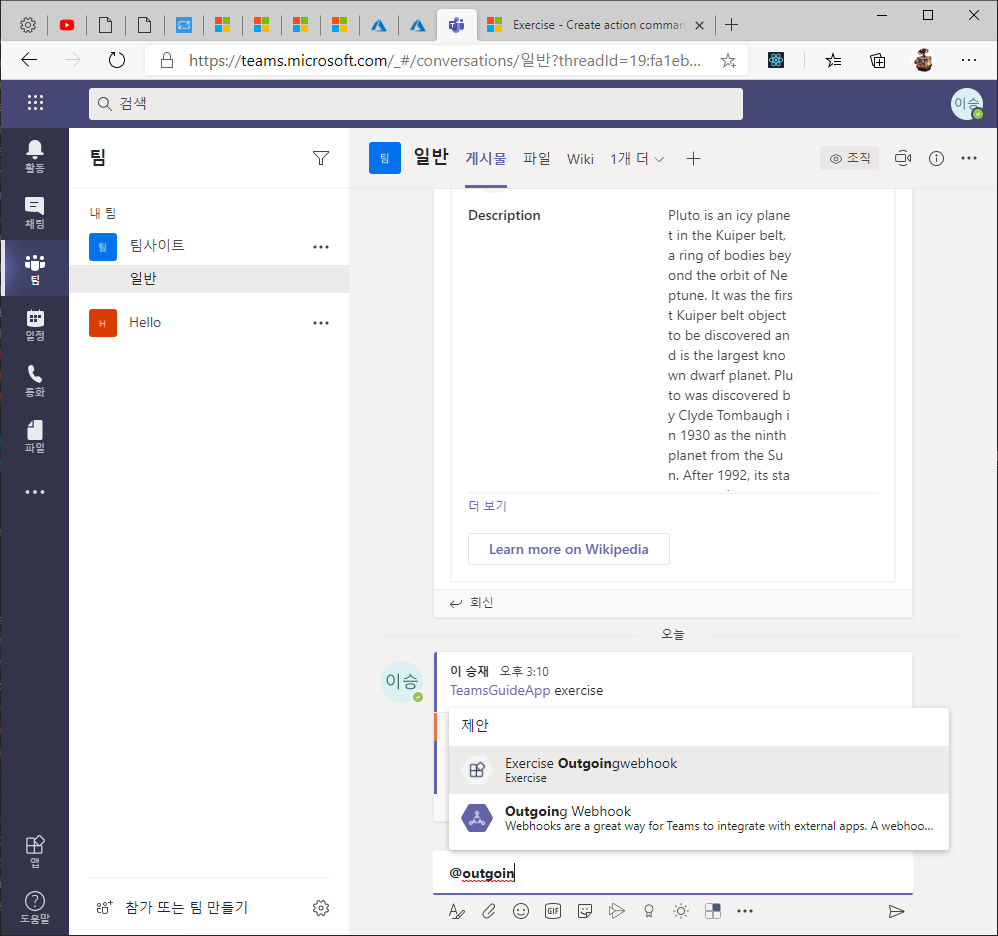 Exercise - Create action comman
https://teams.microsoft.com/_#/conversations/일반?threadId=19:fa1eb...
검색
이승
활동
채팅
팀
일정
통화
파일
앱
도움말
팀
내 팀
팀
팀사이트
일반
H
Hello
참가 또는 팀 만들기
팀
일반
게시물
파일
Wiki
1개 더
조직
Description
Pluto is an icy plane
t in the Kuiper belt,
a ring of bodies bey
ond the orbit of Ne
ptune. It was the firs
t Kuiper belt object
to be discovered an
d is the largest kno
wn dwarf planet. Plu
to was discovered b
y Clyde Tombaugh i
n 1930 as the ninth
planet from the Su
n. After 1992, its sta
더 보기
Learn more on Wikipedia
회신
오늘
이승
이 승재 오후 3:10
TeamsGuideApp exercise
제안
Exercise Outgoingwebhook
Exercise
Outgoing Webhook
Webhooks are a great way for Teams to integrate with external apps. A webhoo...
@outgoin
GIF